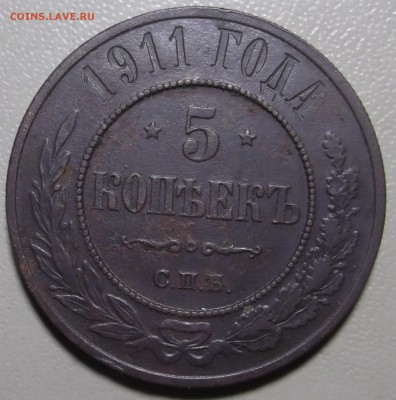 COINS.LAVE.RU
1911 ГОДА
5
КОПѢЕКЪ
С.П.Б.